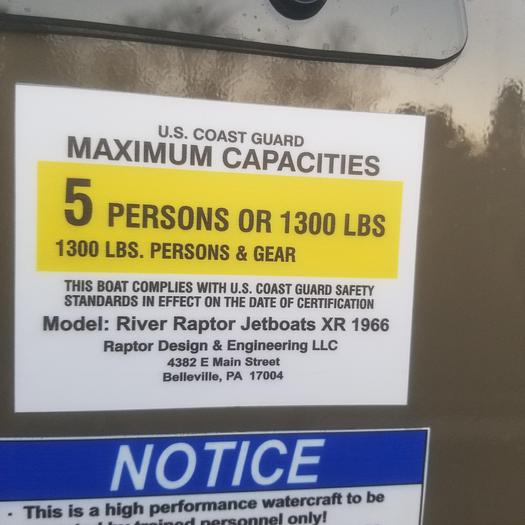 U.S. COAST GUARD
MAXIMUM CAPACITIES
5 PERSONS OR 1300 LBS
1300 LBS. PERSONS & GEAR
THIS BOAT COMPLIES WITH U.S. COAST GUARD SAFETY
STANDARDS IN EFFECT ON THE DATE OF CERTIFICATION
Model: River Raptor Jetboats XR 1966
Raptor Design & Engineering LLC
4382 E Main Street
Belleville, PA 17004
NOTICE
· This is a high performance watercraft to be
by trained personnel only!